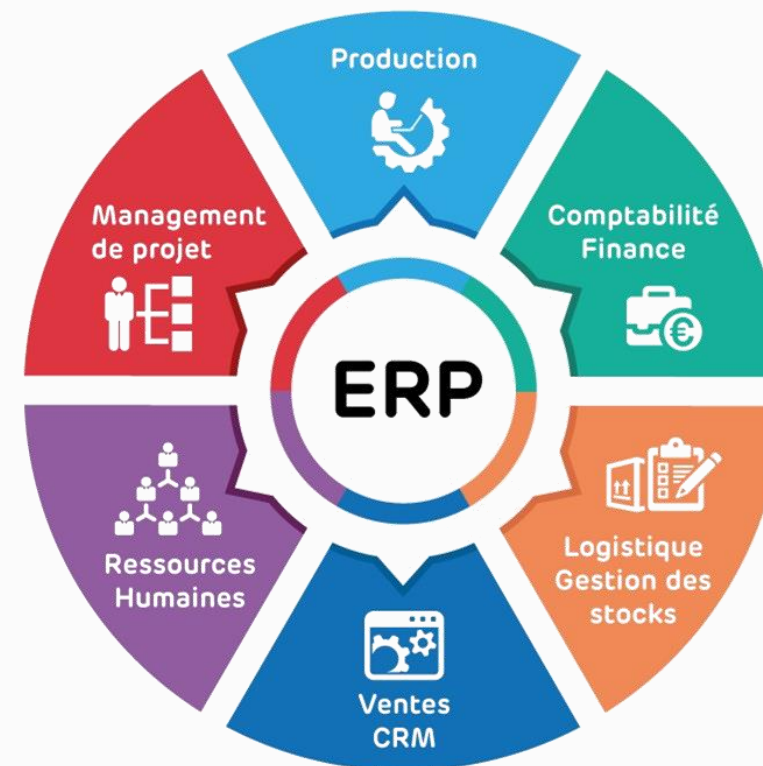 Production
Comptabilité
Finance
Logistique
Gestion des
stocks
Ventes
CRM
Ressources
Humaines
Management
de projet
ERP
€